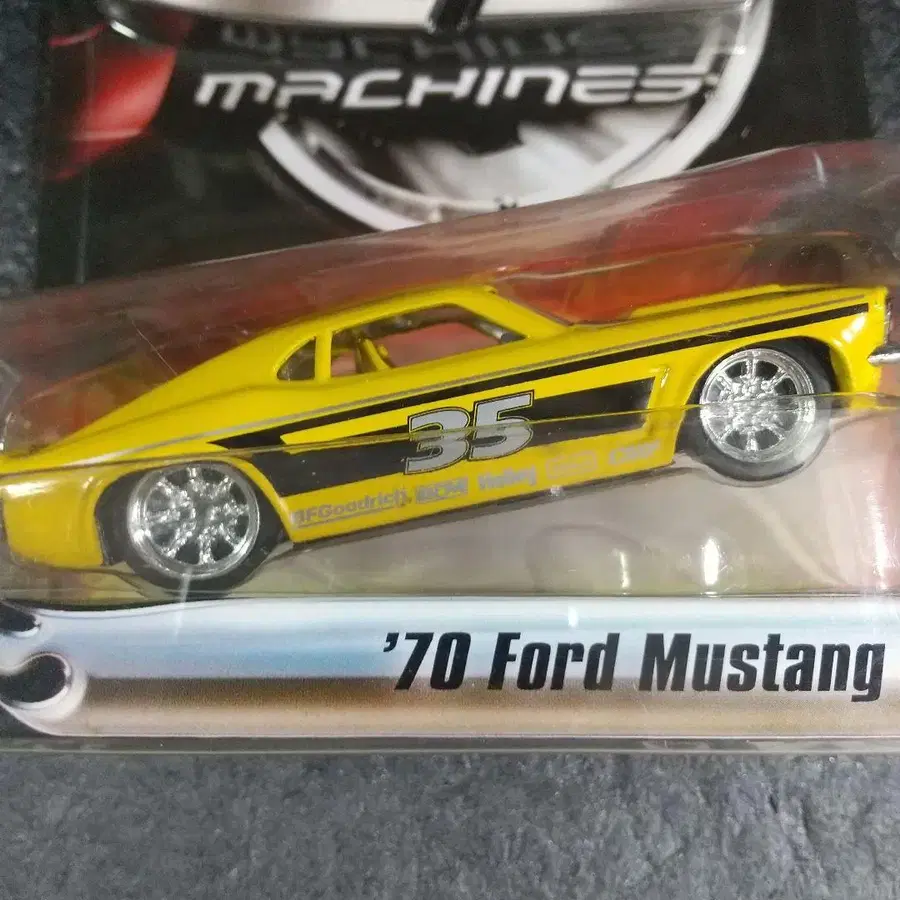 MACHINES
35
BFGoodrich
'70 Ford Mustang